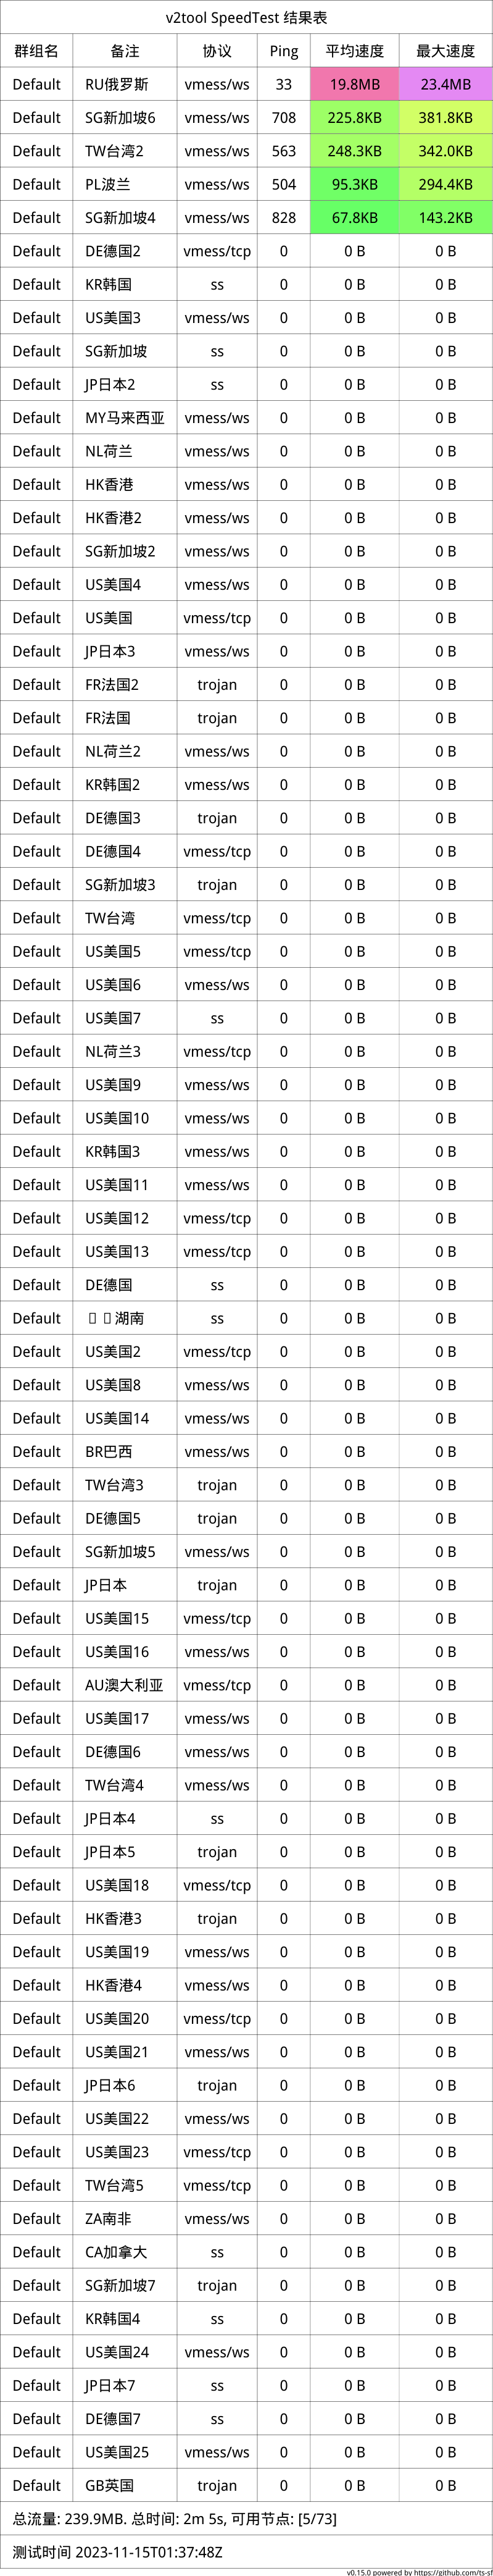 v2tool SpeedTest 结果表
群组名 备注 协议 Ping 平均速度 最大速度
Default RU俄罗斯 vmess/ws 33 19.8MB 23.4MB
Default SG新加坡6 vmess/ws 708 225.8KB 381.8KB
Default TW台湾2 vmess/ws 563 248.3KB 342.0KB
Default PL波兰 vmess/ws 504 95.3KB 294.4KB
Default SG新加坡4 vmess/ws 828 67.8KB 143.2KB
Default DE德国2 vmess/tcp 0 0 B 0 B
Default KR韩国 ss 0 0 B 0 B
Default US美国3 vmess/ws 0 0 B 0 B
Default SG新加坡 ss 0 0 B 0 B
Default JP日本2 ss 0 0 B 0 B
Default MY马来西亚 vmess/ws 0 0 B 0 B
Default NL荷兰 vmess/ws 0 0 B 0 B
Default HK香港 vmess/ws 0 0 B 0 B
Default HK香港2 vmess/ws 0 0 B 0 B
Default SG新加坡2 vmess/ws 0 0 B 0 B
Default US美国4 vmess/ws 0 0 B 0 B
Default US美国 vmess/tcp 0 0 B 0 B
Default JP日本3 vmess/ws 0 0 B 0 B
Default FR法国2 trojan 0 0 B 0 B
Default FR法国 trojan 0 0 B 0 B
Default NL荷兰2 vmess/ws 0 0 B 0 B
Default KR韩国2 vmess/ws 0 0 B 0 B
Default DE德国3 trojan 0 0 B 0 B
Default DE德国4 vmess/tcp 0 0 B 0 B
Default SG新加坡3 trojan 0 0 B 0 B
Default TW台湾 vmess/tcp 0 0 B 0 B
Default US美国5 vmess/tcp 0 0 B 0 B
Default US美国6 vmess/ws 0 0 B 0 B
Default US美国7 ss 0 0 B 0 B
Default NL荷兰3 vmess/tcp 0 0 B 0 B
Default US美国9 vmess/ws 0 0 B 0 B
Default US美国10 vmess/ws 0 0 B 0 B
Default KR韩国3 vmess/ws 0 0 B 0 B
Default US美国11 vmess/ws 0 0 B 0 B
Default US美国12 vmess/tcp 0 0 B 0 B
Default US美国13 vmess/tcp 0 0 B 0 B
Default DE德国 ss 0 0 B 0 B
Default 湖南 ss 0 0 B 0 B
Default US美国2 vmess/tcp 0 0 B 0 B
Default US美国8 vmess/ws 0 0 B 0 B
Default US美国14 vmess/ws 0 0 B 0 B
Default BR巴西 vmess/ws 0 0 B 0 B
Default TW台湾3 trojan 0 0 B 0 B
Default DE德国5 trojan 0 0 B 0 B
Default SG新加坡5 vmess/ws 0 0 B 0 B
Default JP日本 trojan 0 0 B 0 B
Default US美国15 vmess/tcp 0 0 B 0 B
Default US美国16 vmess/ws 0 0 B 0 B
Default AU澳大利亚 vmess/tcp 0 0 B 0 B
Default US美国17 vmess/ws 0 0 B 0 B
Default DE德国6 vmess/ws 0 0 B 0 B
Default TW台湾4 vmess/ws 0 0 B 0 B
Default JP日本4 ss 0 0 B 0 B
Default JP日本5 trojan 0 0 B 0 B
Default US美国18 vmess/tcp 0 0 B 0 B
Default HK香港3 trojan 0 0 B 0 B
Default US美国19 vmess/ws 0 0 B 0 B
Default HK香港4 vmess/ws 0 0 B 0 B
Default US美国20 vmess/tcp 0 0 B 0 B
Default US美国21 vmess/ws 0 0 B 0 B
Default JP日本6 trojan 0 0 B 0 B
Default US美国22 vmess/ws 0 0 B 0 B
Default US美国23 vmess/tcp 0 0 B 0 B
Default TW台湾5 vmess/tcp 0 0 B 0 B
Default ZA南非 vmess/ws 0 0 B 0 B
Default CA加拿大 ss 0 0 B 0 B
Default SG新加坡7 trojan 0 0 B 0 B
Default KR韩国4 ss 0 0 B 0 B
Default US美国24 vmess/ws 0 0 B 0 B
Default JP日本7 ss 0 0 B 0 B
Default DE德国7 ss 0 0 B 0 B
Default US美国25 vmess/ws 0 0 B 0 B
Default GB英国 trojan 0 0 B 0 B
总流量: 239.9MB. 总时间: 2m 5s, 可用节点: [5/73]
测试时间 2023-11-15T01:37:48Z
v0.15.0 powered by https://github.com/ts-sf